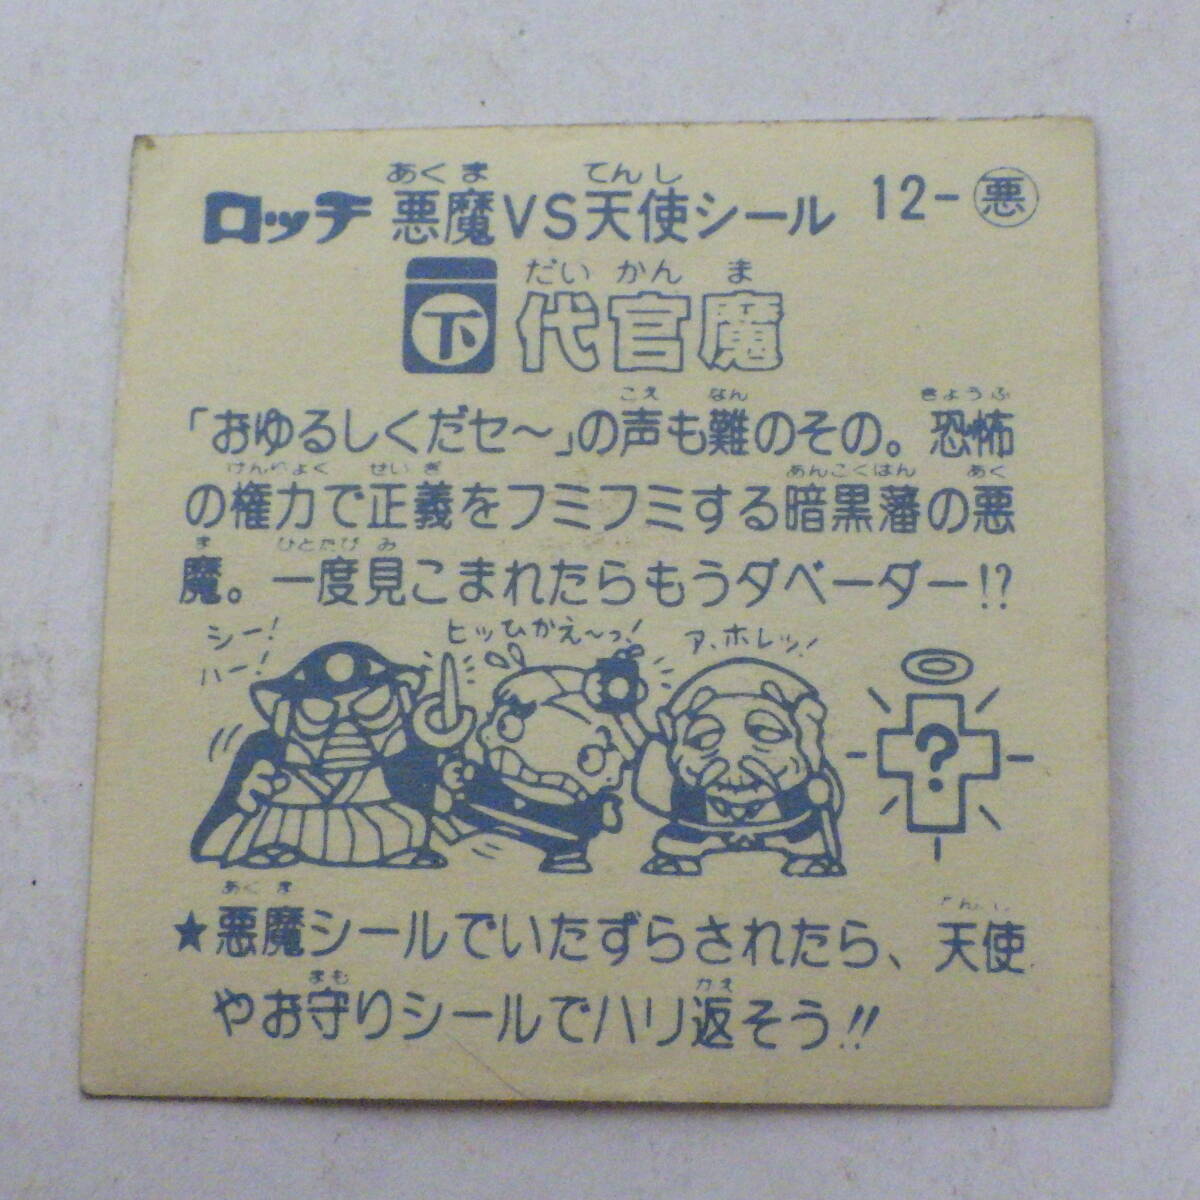 ロッチ 悪魔VS天使シール 12-悪
あくま てんし
下 代官魔
だいかんま
「おゆるしくだセ〜」の声も難のその。恐怖
こえ なん きょうふ
の権力で正義をフミフミする暗黒藩の悪
けんりょく せいぎ あんこくはん あく
魔。一度見こまれたらもうダベーダー!?
ま ひとたび み
シー!
ハー!
ヒッひかえ〜っ!
ア、ホレッ!
?
★悪魔シールでいたずらされたら、天使
あくま
やお守りシールでハリ返そう!!
まも かえ